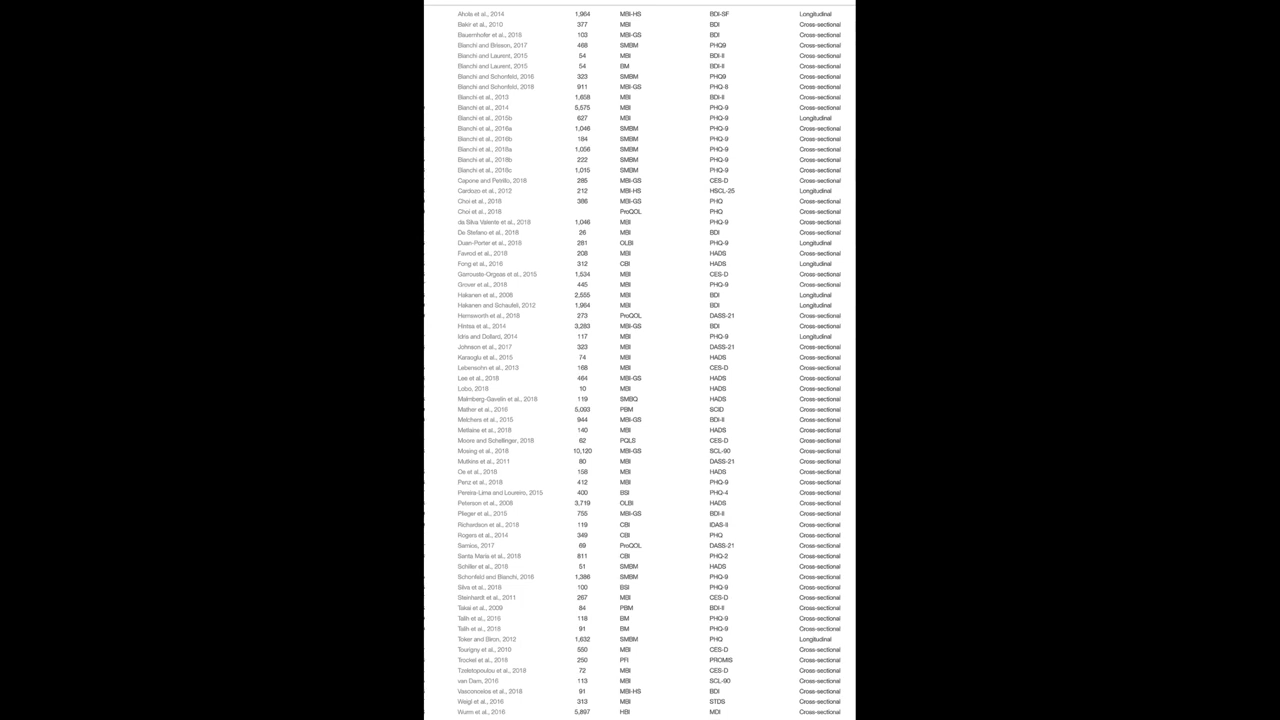 Ahola et al., 2014 1,964 MBI-HS BDI-SF Longitudinal
Bakir et al., 2010 377 MBI BDI Cross-sectional
Bauernhofer et al., 2018 103 MBI-GS BDI Cross-sectional
Bianchi and Brisson, 2017 468 SMBM PHQ9 Cross-sectional
Bianchi and Laurent, 2015 54 MBI BDI-II Cross-sectional
Bianchi and Laurent, 2015 54 BM BDI-II Cross-sectional
Bianchi and Schonfeld, 2016 323 SMBM PHQ9 Cross-sectional
Bianchi and Schonfeld, 2018 911 MBI-GS PHQ-8 Cross-sectional
Bianchi et al., 2013 1,658 MBI BDI-II Cross-sectional
Bianchi et al., 2014 5,575 MBI PHQ-9 Cross-sectional
Bianchi et al., 2015b 627 MBI PHQ-9 Longitudinal
Bianchi et al., 2016a 1,046 SMBM PHQ-9 Cross-sectional
Bianchi et al., 2016b 184 SMBM PHQ-9 Cross-sectional
Bianchi et al., 2018a 1,056 SMBM PHQ-9 Cross-sectional
Bianchi et al., 2018b 222 SMBM PHQ-9 Cross-sectional
Bianchi et al., 2018c 1,015 SMBM PHQ-9 Cross-sectional
Capone and Petrillo, 2018 285 MBI-GS CES-D Cross-sectional
Cardozo et al., 2012 212 MBI-HS HSCL-25 Longitudinal
Choi et al., 2018 386 MBI-GS PHQ Cross-sectional
Choi et al., 2018 ProQOL PHQ Cross-sectional
da Silva Valente et al., 2018 1,046 MBI PHQ-9 Cross-sectional
De Stefano et al., 2018 26 MBI BDI Cross-sectional
Duan-Porter et al., 2018 281 OLBI PHQ-9 Longitudinal
Favrod et al., 2018 208 MBI HADS Cross-sectional
Fong et al., 2016 312 CBI HADS Longitudinal
Garrouste-Orgeas et al., 2015 1,534 MBI CES-D Cross-sectional
Grover et al., 2018 445 MBI PHQ-9 Cross-sectional
Hakanen et al., 2008 2,555 MBI BDI Longitudinal
Hakanen and Schaufeli, 2012 1,964 MBI BDI Longitudinal
Hemsworth et al., 2018 273 ProQOL DASS-21 Cross-sectional
Hintsa et al., 2014 3,283 MBI-GS BDI Cross-sectional
Idris and Dollard, 2014 117 MBI PHQ-9 Longitudinal
Johnson et al., 2017 323 MBI DASS-21 Cross-sectional
Karaoglu et al., 2015 74 MBI HADS Cross-sectional
Lebensohn et al., 2013 168 MBI CES-D Cross-sectional
Lee et al., 2018 464 MBI-GS HADS Cross-sectional
Lobo, 2018 10 MBI HADS Cross-sectional
Malmberg-Gavelin et al., 2018 119 SMBQ HADS Cross-sectional
Mather et al., 2016 5,093 PBM SCID Cross-sectional
Melchers et al., 2015 944 MBI-GS BDI-II Cross-sectional
Metlaine et al., 2018 140 MBI HADS Cross-sectional
Moore and Schellinger, 2018 62 PQLS CES-D Cross-sectional
Mosing et al., 2018 10,120 MBI-GS SCL-90 Cross-sectional
Mutkins et al., 2011 80 MBI DASS-21 Cross-sectional
Oe et al., 2018 158 MBI HADS Cross-sectional
Penz et al., 2018 412 MBI PHQ-9 Cross-sectional
Pereira-Lima and Loureiro, 2015 400 BSI PHQ-4 Cross-sectional
Peterson et al., 2008 3,719 OLBI HADS Cross-sectional
Plieger et al., 2015 755 MBI-GS BDI-II Cross-sectional
Richardson et al., 2018 119 CBI IDAS-II Cross-sectional
Rogers et al., 2014 349 CBI PHQ Cross-sectional
Samios, 2017 69 ProQOL DASS-21 Cross-sectional
Santa Maria et al., 2018 811 CBI PHQ-2 Cross-sectional
Schiller et al., 2018 51 SMBM HADS Cross-sectional
Schonfeld and Bianchi, 2016 1,386 SMBM PHQ-9 Cross-sectional
Silva et al., 2018 100 BSI PHQ-9 Cross-sectional
Steinhardt et al., 2011 267 MBI CES-D Cross-sectional
Takai et al., 2009 84 PBM BDI-II Cross-sectional
Talih et al., 2016 118 BM PHQ-9 Cross-sectional
Talih et al., 2018 91 BM PHQ-9 Cross-sectional
Toker and Biron, 2012 1,632 SMBM PHQ Longitudinal
Tourigny et al., 2010 550 MBI CES-D Cross-sectional
Trockel et al., 2018 250 PFI PROMIS Cross-sectional
Tzeletopoulou et al., 2018 72 MBI CES-D Cross-sectional
van Dam, 2016 113 MBI SCL-90 Cross-sectional
Vasconcelos et al., 2018 91 MBI-HS BDI Cross-sectional
Weigl et al., 2016 313 MBI STDS Cross-sectional
Wurm et al., 2016 5,897 HBI MDI Cross-sectional